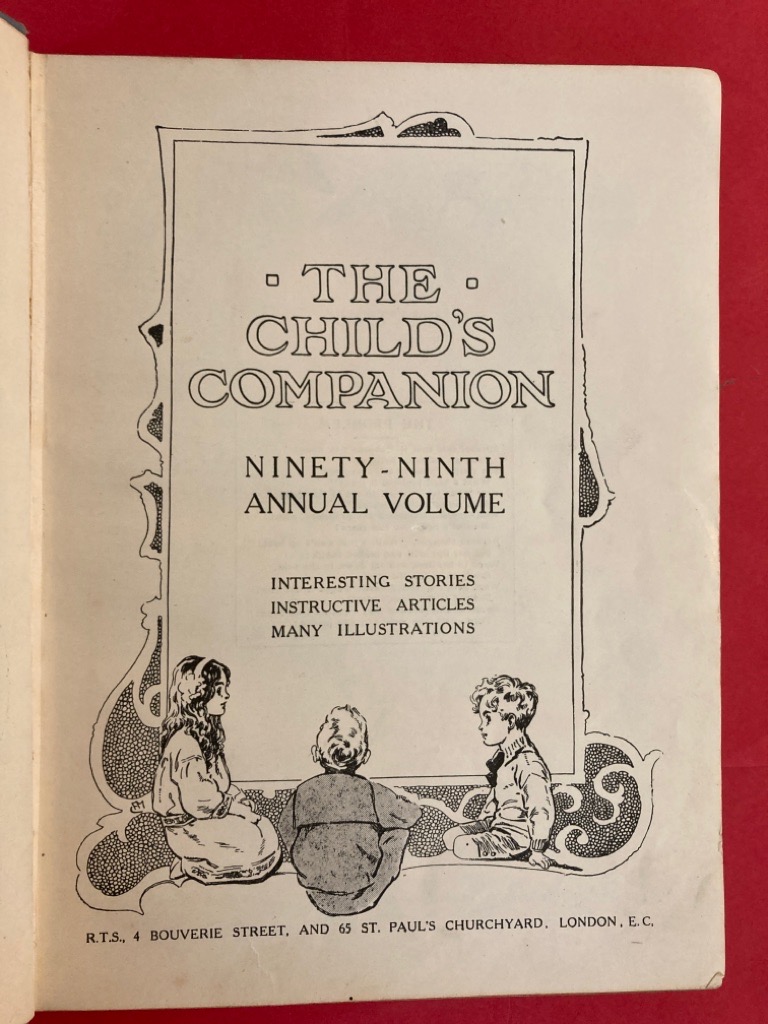 · THE ·
CHILD'S
COMPANION
NINETY-NINTH
ANNUAL VOLUME
INTERESTING STORIES
INSTRUCTIVE ARTICLES
MANY ILLUSTRATIONS
R.T.S., 4 BOUVERIE STREET, AND 65 ST. PAUL'S CHURCHYARD, LONDON, E.C.